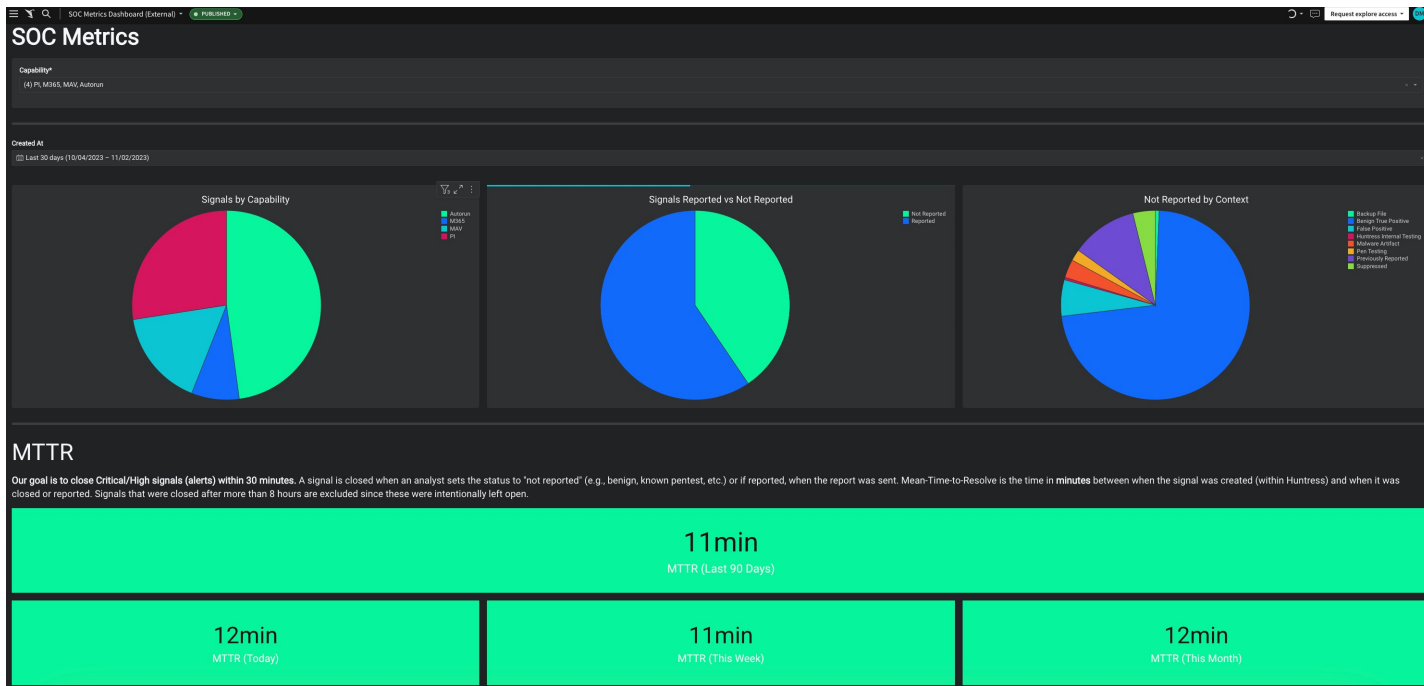 SOC Metrics Dashboard (External)
PUBLISHED
Request explore access
DM
SOC Metrics
Capability*
(4) PI, M365, MAV, Autorun
Created At
Last 30 days (10/04/2023 – 11/02/2023)
Signals by Capability
Autorun
M365
MAV
PI
Signals Reported vs Not Reported
Not Reported
Reported
Not Reported by Context
Backup File
Benign True Positive
False Positive
Huntress Internal Testing
Malware Artifact
Pen Testing
Previously Reported
Suppressed
MTTR
Our goal is to close Critical/High signals (alerts) within 30 minutes. A signal is closed when an analyst sets the status to "not reported" (e.g., benign, known pentest, etc.) or if reported, when the report was sent. Mean-Time-to-Resolve is the time in minutes between when the signal was created (within Huntress) and when it was
closed or reported. Signals that were closed after more than 8 hours are excluded since these were intentionally left open.
11min
MTTR (Last 90 Days)
12min
MTTR (Today)
11min
MTTR (This Week)
12min
MTTR (This Month)